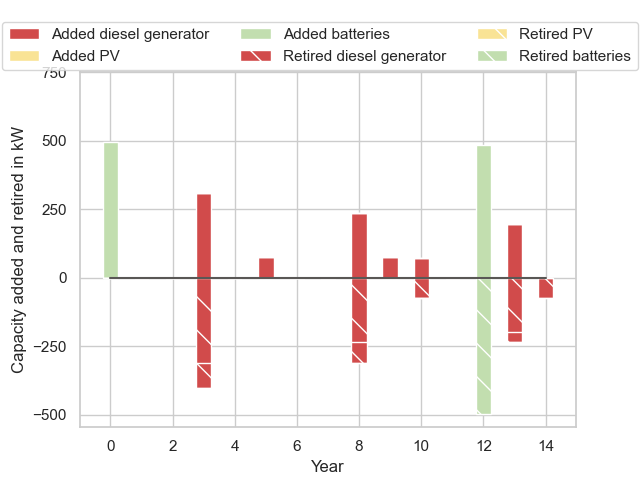 Added diesel generator Added batteries Retired PV
Added PV Retired diesel generator Retired batteries
750
500
250
0
−250
−500
Capacity added and retired in kW
0 2 4 6 8 10 12 14
Year